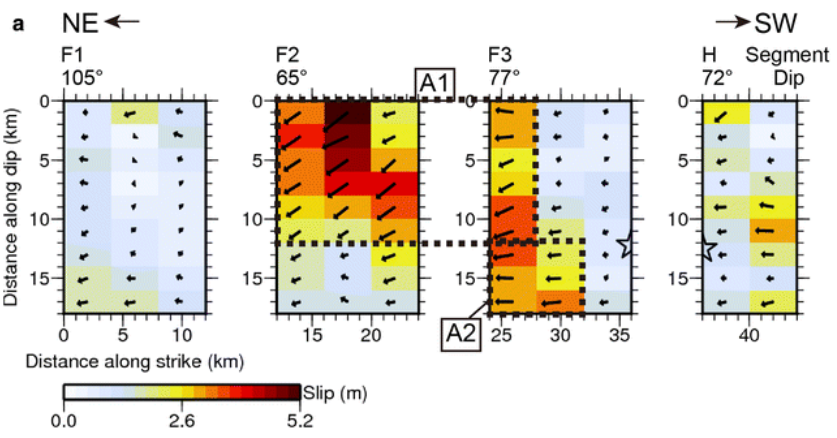 a NE SW
F1 F2 F3 H Segment
105° 65° A1 77° 72° Dip
0 0 0 0
5 5 5 5
10 10 10 10
15 15 15 15
Distance along dip (km)
0 5 10 15 20 25 30 35 40
A2
Distance along strike (km)
Slip (m)
0.0 2.6 5.2